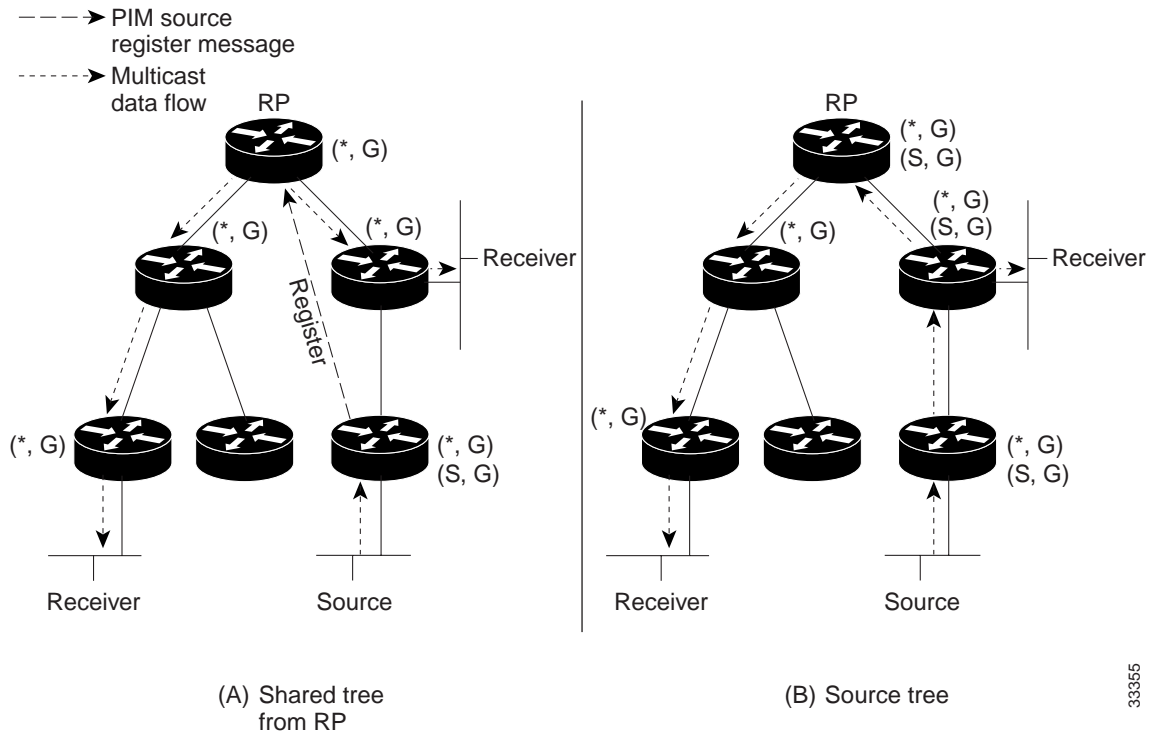 PIM source
register message
Multicast
data flow
RP
(*, G)
(*, G)
(*, G)
Receiver
Register
(*, G)
(*, G)
(S, G)
Receiver
Source
(A) Shared tree
from RP
RP
(*, G)
(S, G)
(*, G)
(*, G)
(S, G)
Receiver
(*, G)
(*, G)
(S, G)
Receiver
Source
(B) Source tree
33355